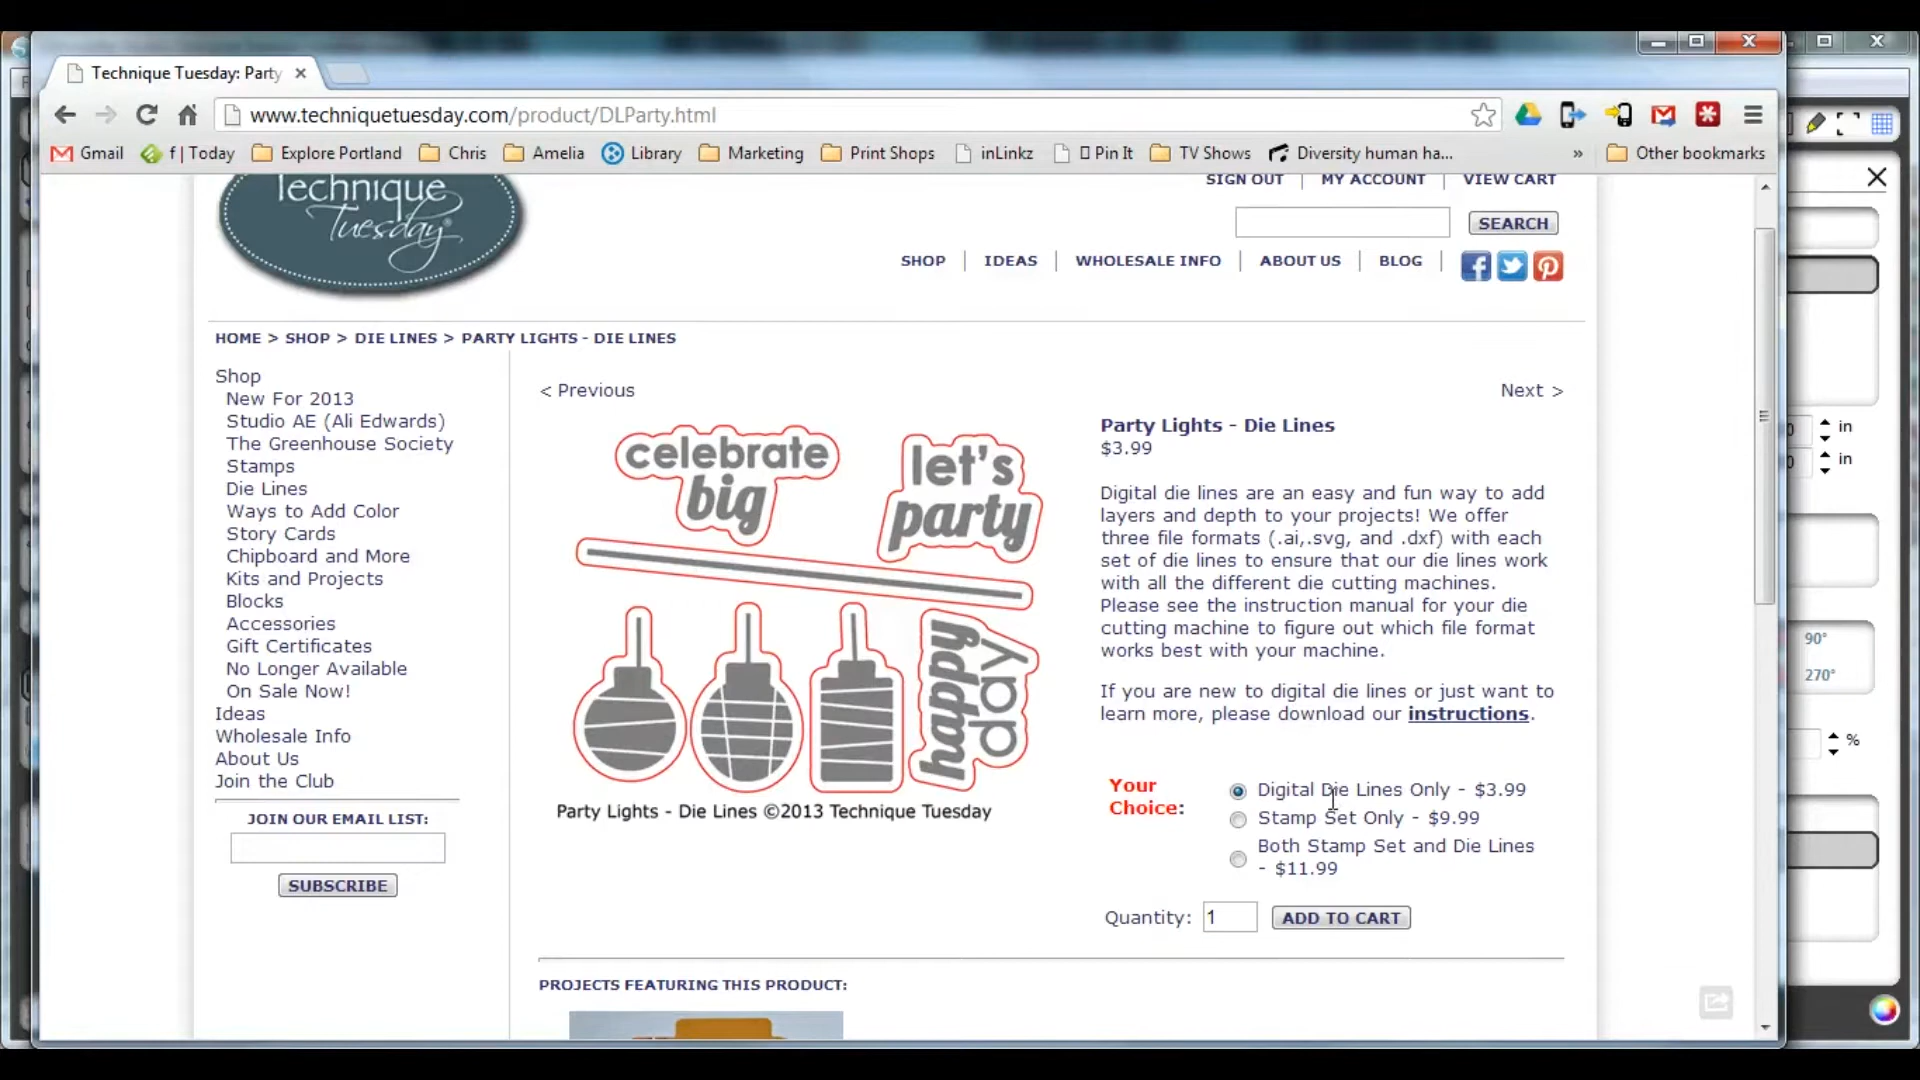 Technique Tuesday: Party
www.techniquetuesday.com/product/DLParty.html
Gmail
f | Today
Explore Portland
Chris
Amelia
Library
Marketing
Print Shops
inLinkz
Pin It
TV Shows
Diversity human ha...
»
Other bookmarks
Technique
Tuesday
SIGN OUT | MY ACCOUNT | VIEW CART
SEARCH
SHOP | IDEAS | WHOLESALE INFO | ABOUT US | BLOG |
HOME > SHOP > DIE LINES > PARTY LIGHTS - DIE LINES
Shop
New For 2013
Studio AE (Ali Edwards)
The Greenhouse Society
Stamps
Die Lines
Ways to Add Color
Story Cards
Chipboard and More
Kits and Projects
Blocks
Accessories
Gift Certificates
No Longer Available
On Sale Now!
Ideas
Wholesale Info
About Us
Join the Club
JOIN OUR EMAIL LIST:
SUBSCRIBE
< Previous
Next >
celebrate
big
let's
party
happy
day
Party Lights - Die Lines ©2013 Technique Tuesday
Party Lights - Die Lines
$3.99
Digital die lines are an easy and fun way to add
layers and depth to your projects! We offer
three file formats (.ai,.svg, and .dxf) with each
set of die lines to ensure that our die lines work
with all the different die cutting machines.
Please see the instruction manual for your die
cutting machine to figure out which file format
works best with your machine.
If you are new to digital die lines or just want to
learn more, please download our instructions.
Your
Choice:
Digital Die Lines Only - $3.99
Stamp Set Only - $9.99
Both Stamp Set and Die Lines
- $11.99
Quantity: 1
ADD TO CART
PROJECTS FEATURING THIS PRODUCT:
0 in
0 in
90°
270°
%